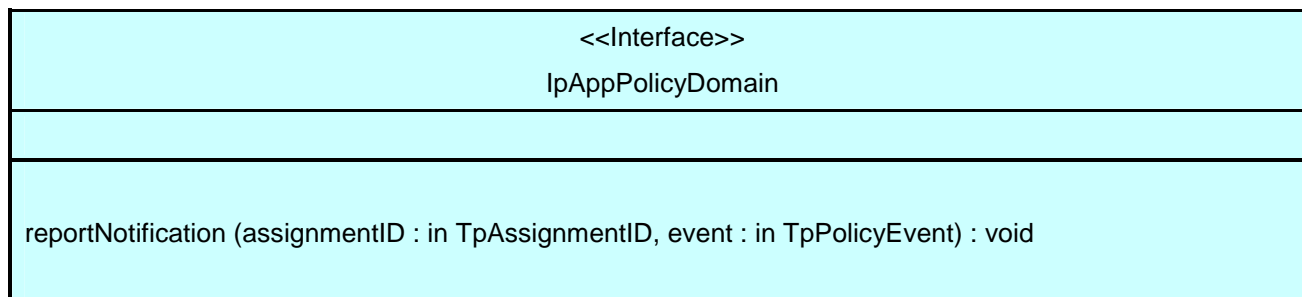 <<Interface>>
IpAppPolicyDomain
reportNotification (assignmentID : in TpAssignmentID, event : in TpPolicyEvent) : void